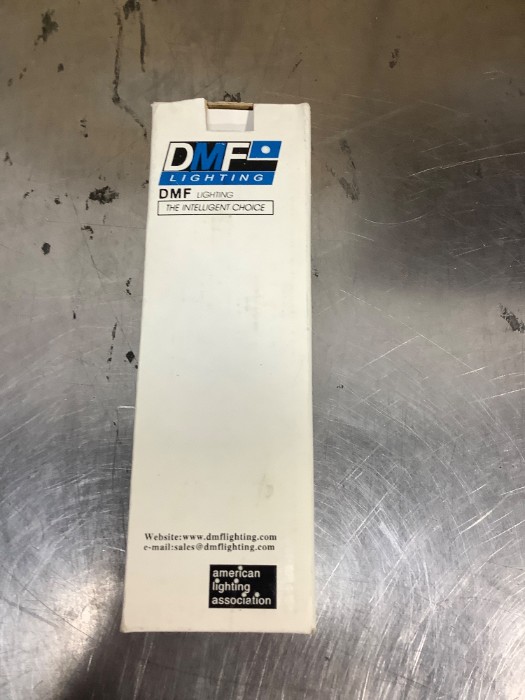 DMF
LIGHTING
DMF LIGHTING
THE INTELLIGENT CHOICE
Website:www.dmflighting.com
e-mail:sales@dmflighting.com
american
lighting
association